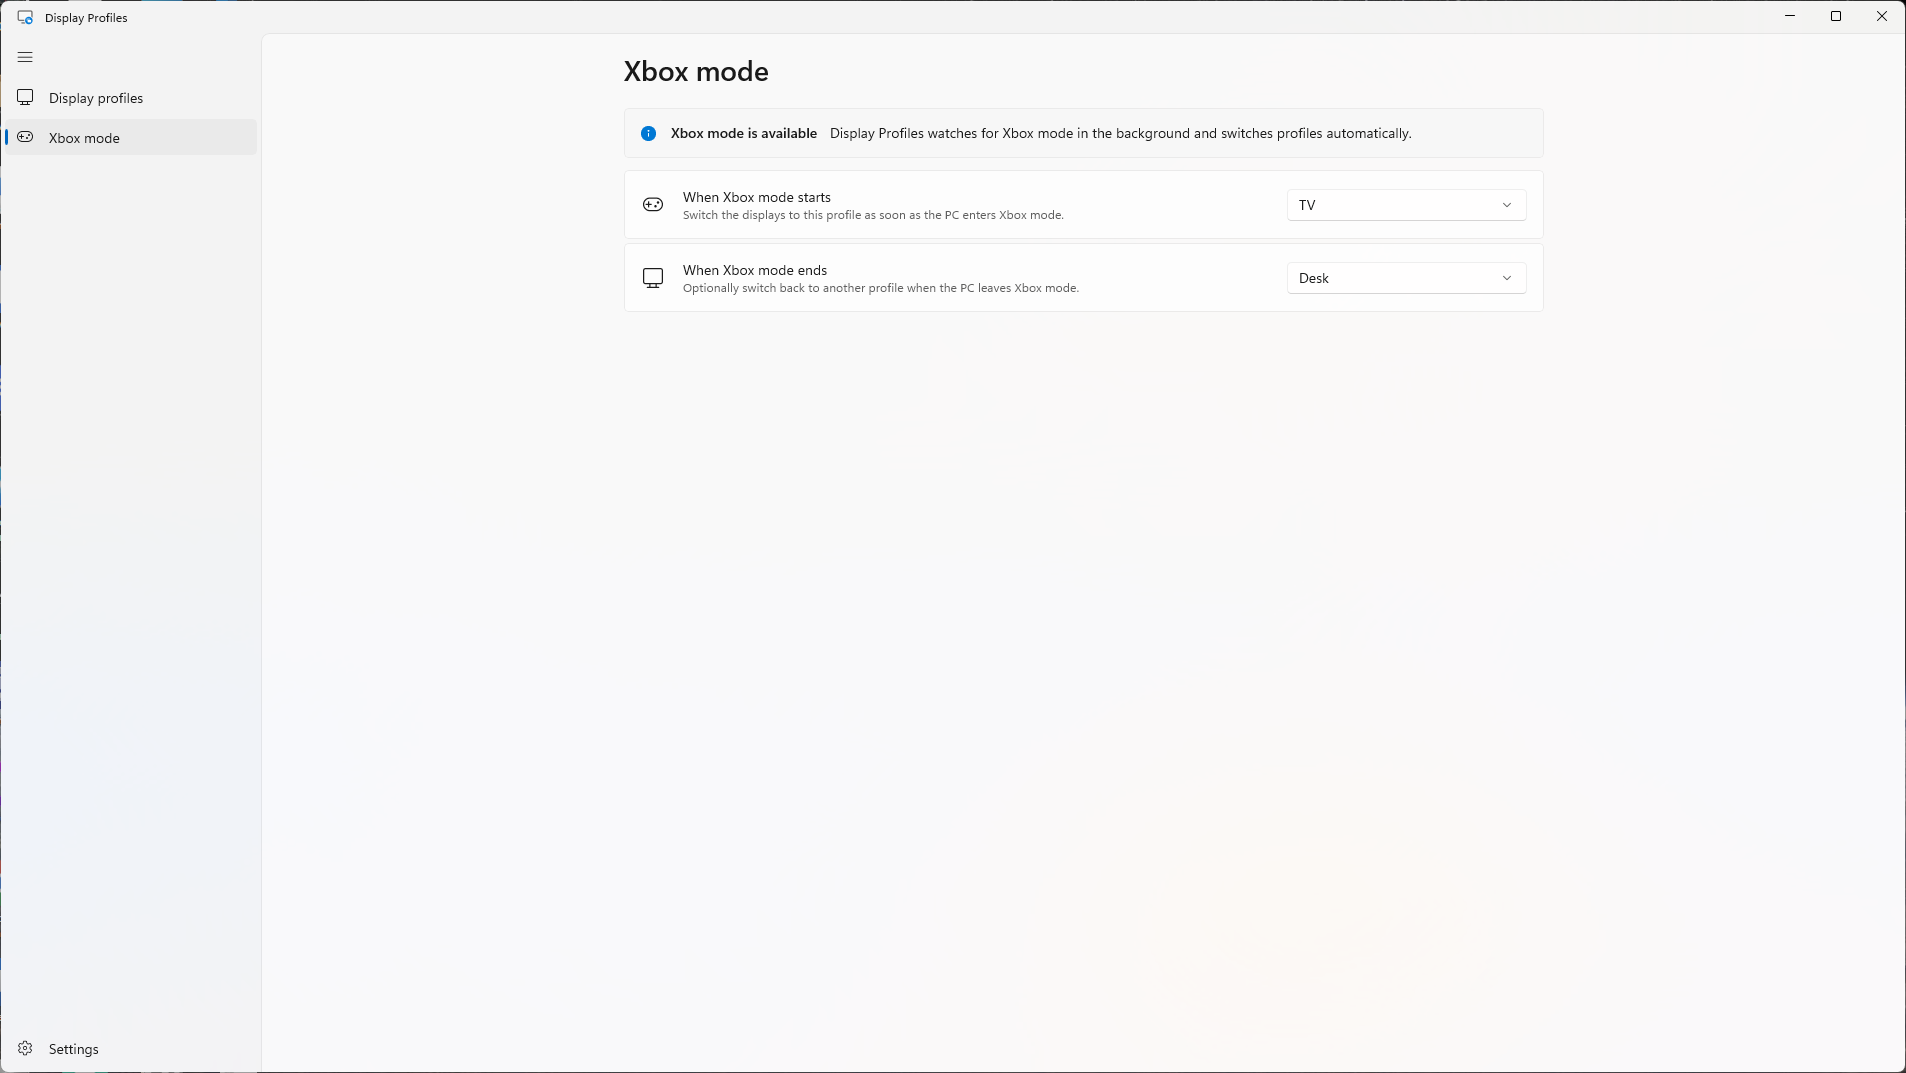 Display Profiles
Display profiles
Xbox mode
Settings
Xbox mode
Xbox mode is available Display Profiles watches for Xbox mode in the background and switches profiles automatically.
When Xbox mode starts
Switch the displays to this profile as soon as the PC enters Xbox mode.
TV
When Xbox mode ends
Optionally switch back to another profile when the PC leaves Xbox mode.
Desk